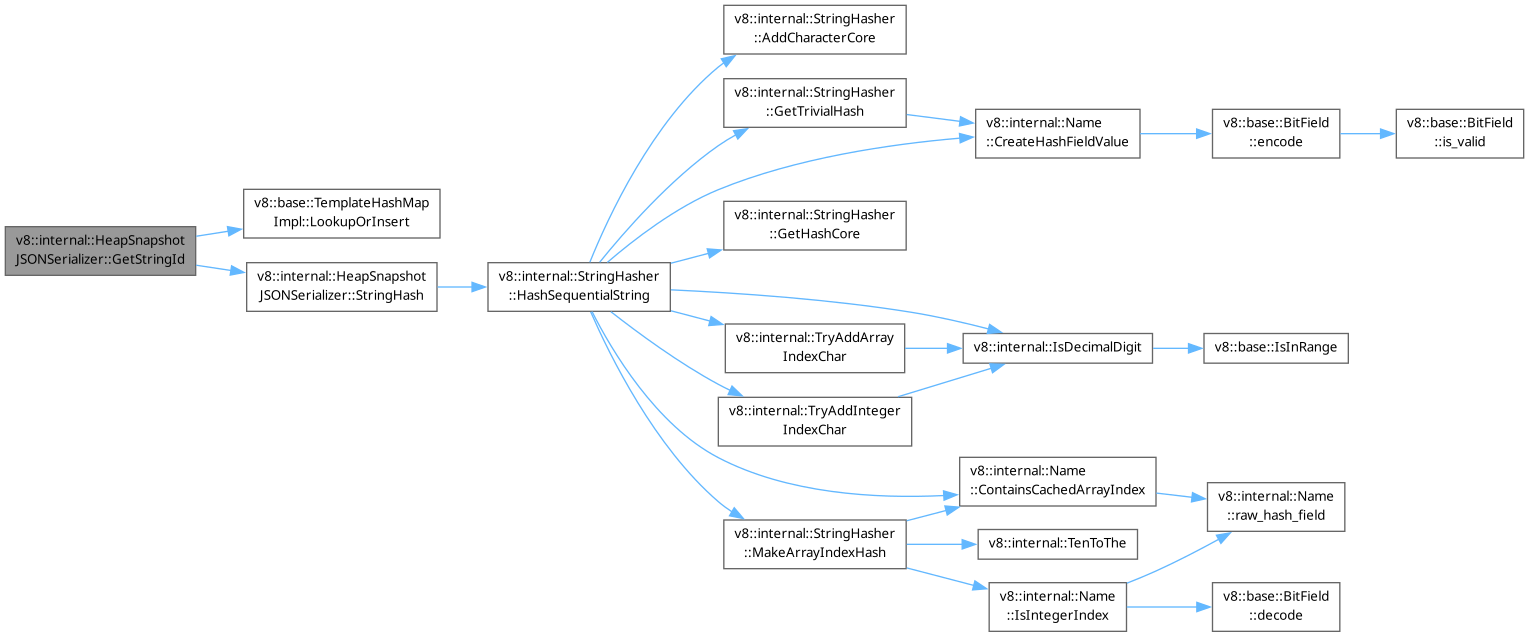 v8::internal::HeapSnapshot
JSONSerializer::GetStringId
v8::base::TemplateHashMap
Impl::LookupOrInsert
v8::internal::HeapSnapshot
JSONSerializer::StringHash
v8::internal::StringHasher
::HashSequentialString
v8::internal::StringHasher
::AddCharacterCore
v8::internal::StringHasher
::GetTrivialHash
v8::internal::Name
::CreateHashFieldValue
v8::base::BitField
::encode
v8::base::BitField
::is_valid
v8::internal::StringHasher
::GetHashCore
v8::internal::TryAddArray
IndexChar
v8::internal::IsDecimalDigit
v8::base::IsInRange
v8::internal::TryAddInteger
IndexChar
v8::internal::Name
::ContainsCachedArrayIndex
v8::internal::Name
::raw_hash_field
v8::internal::StringHasher
::MakeArrayIndexHash
v8::internal::TenToThe
v8::internal::Name
::IsIntegerIndex
v8::base::BitField
::decode